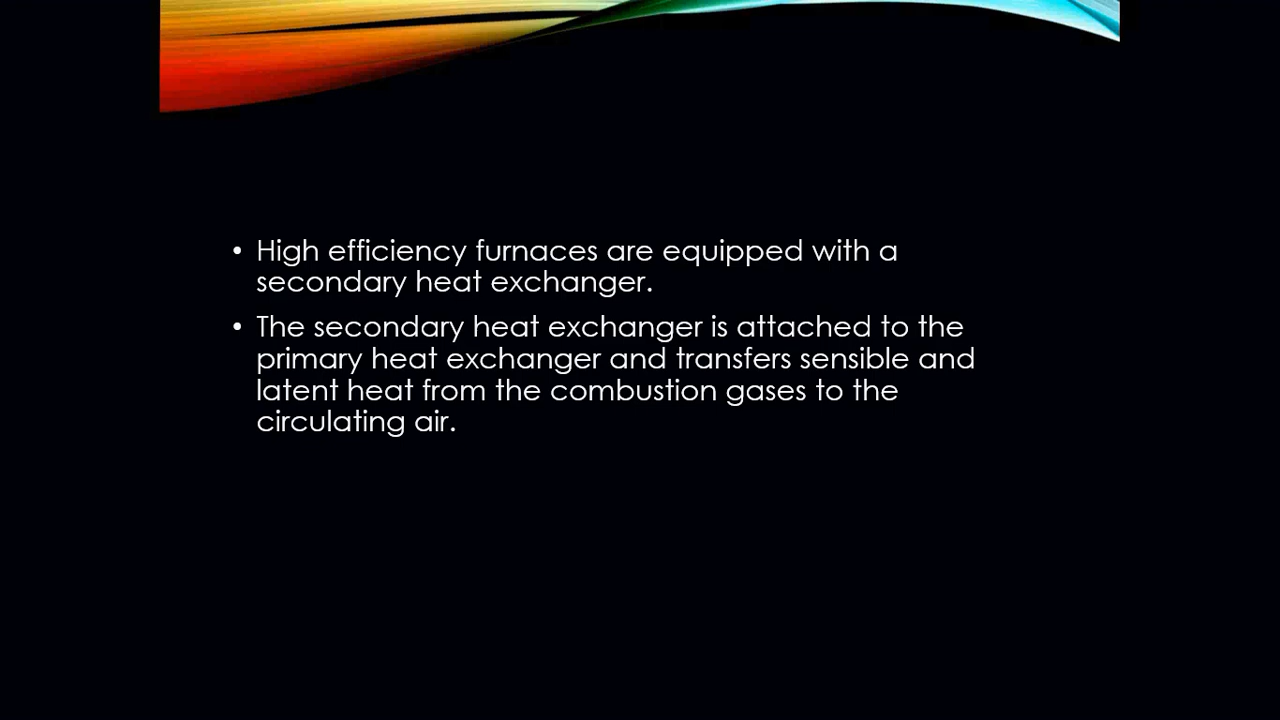 • High efficiency furnaces are equipped with a
secondary heat exchanger.
• The secondary heat exchanger is attached to the
primary heat exchanger and transfers sensible and
latent heat from the combustion gases to the
circulating air.